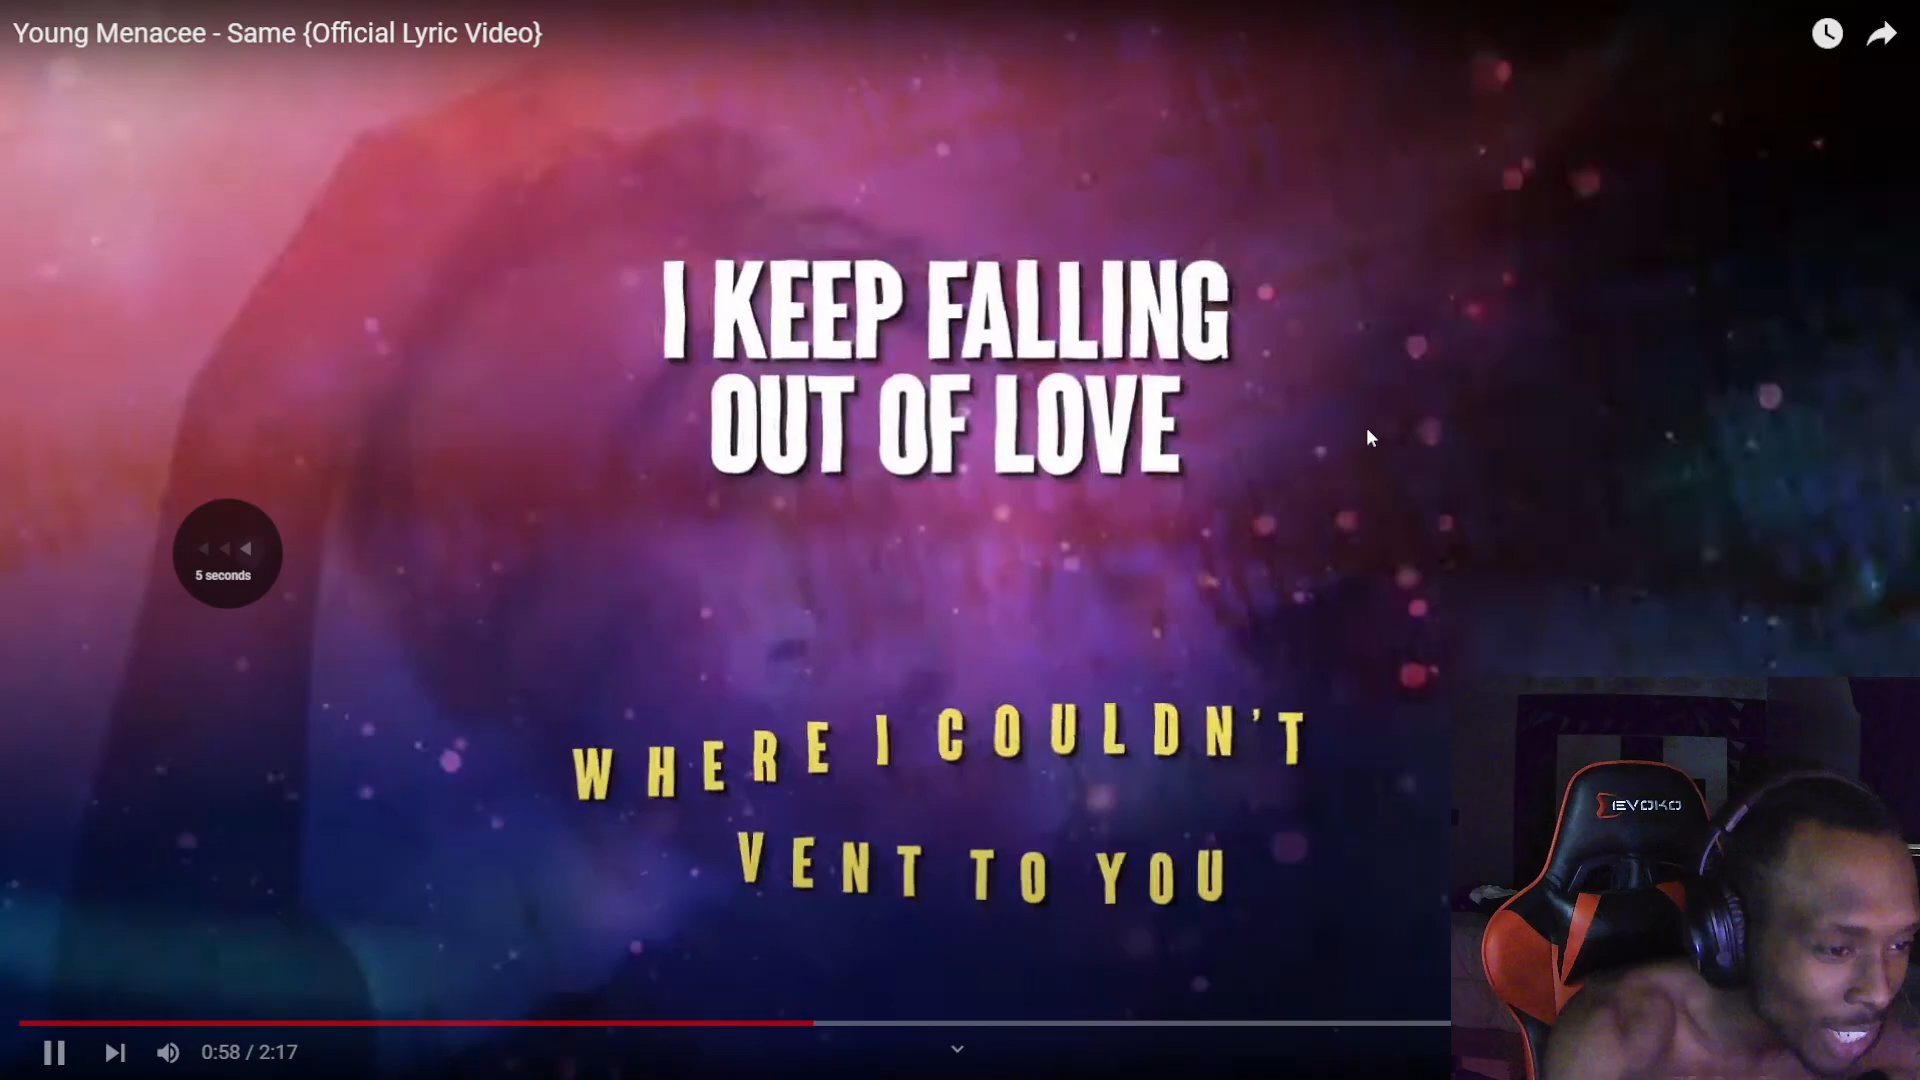 Young Menacee - Same {Official Lyric Video}
I KEEP FALLING
OUT OF LOVE
5 seconds
WHERE I COULDN'T
VENT TO YOU
EVOKO
0:58 / 2:17